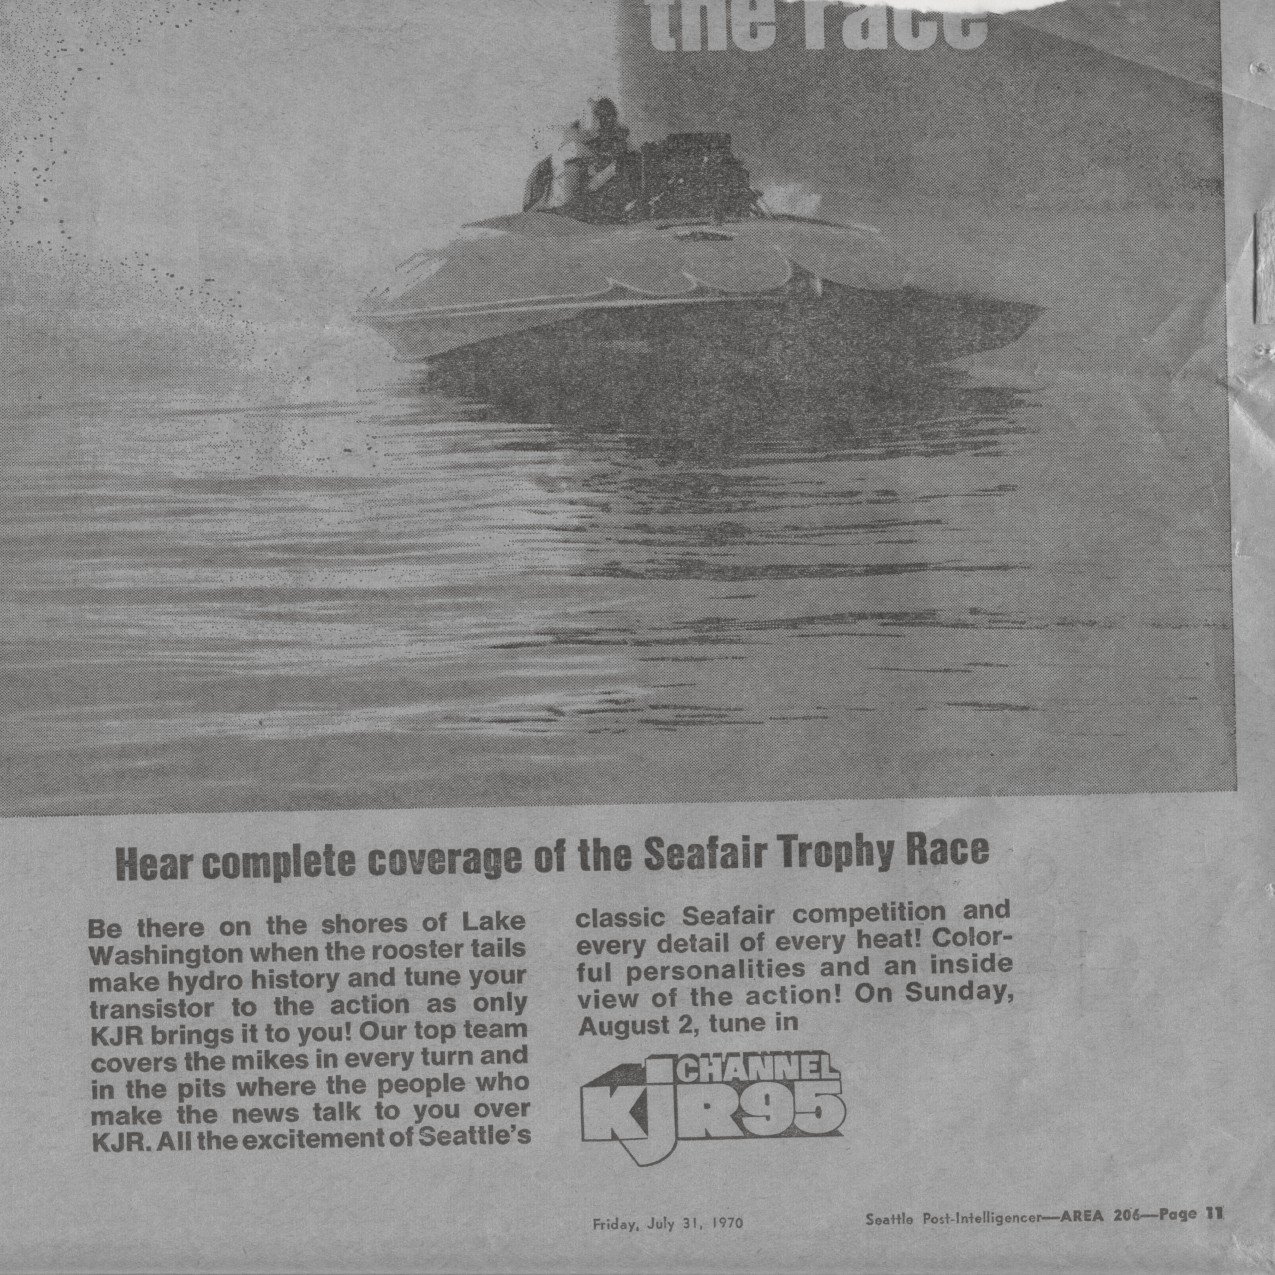 the race
Hear complete coverage of the Seafair Trophy Race
Be there on the shores of Lake
Washington when the rooster tails
make hydro history and tune your
transistor to the action as only
KJR brings it to you! Our top team
covers the mikes in every turn and
in the pits where the people who
make the news talk to you over
KJR. All the excitement of Seattle's
classic Seafair competition and
every detail of every heat! Color-
ful personalities and an inside
view of the action! On Sunday,
August 2, tune in
CHANNEL
KJR95
Friday, July 31, 1970
Seattle Post-Intelligencer—AREA 206—Page 11